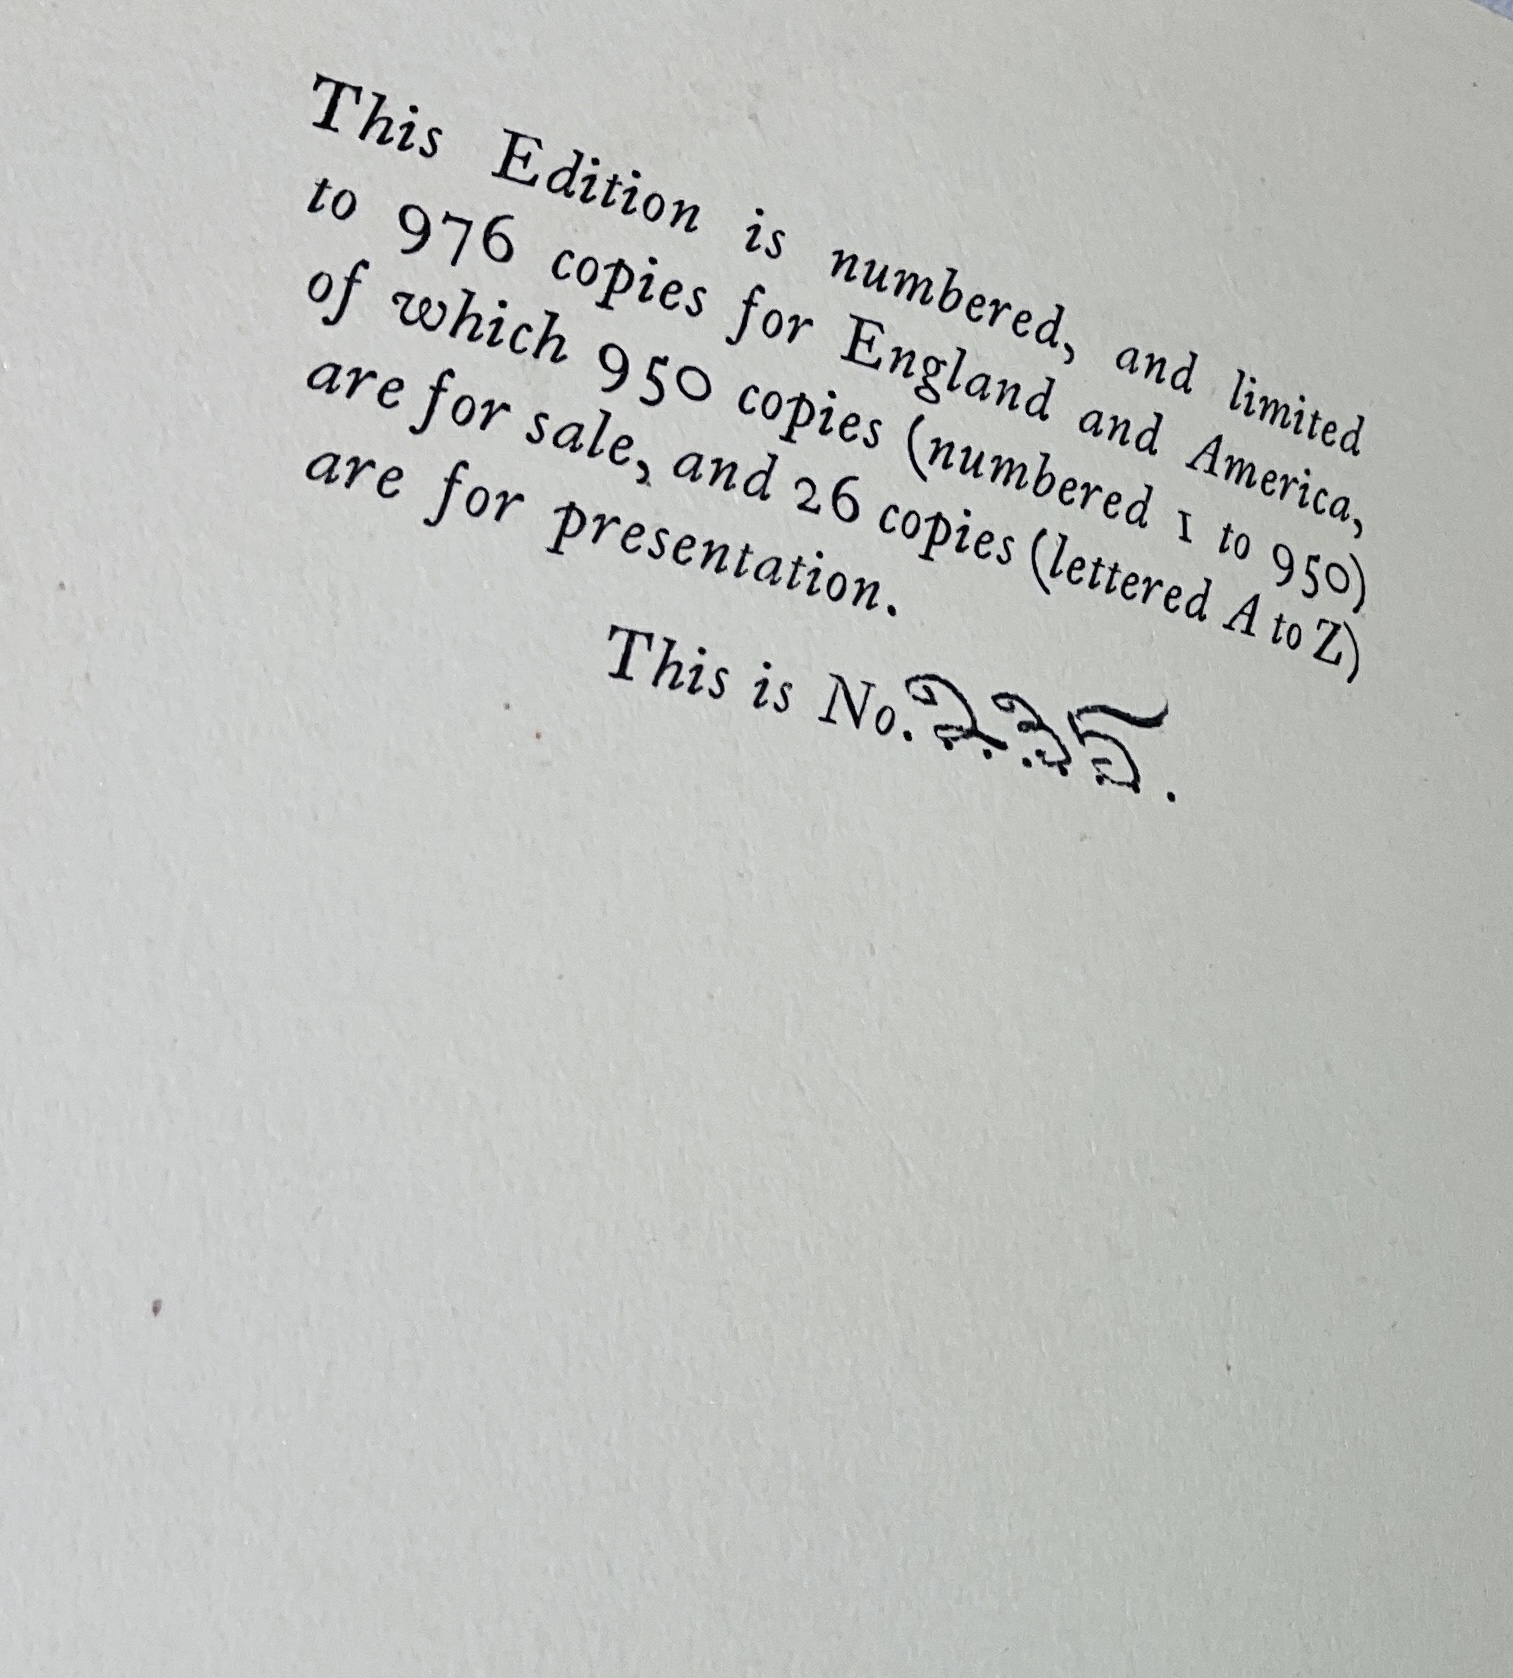 This Edition is numbered, and limited
to 976 copies for England and America,
of which 950 copies (numbered 1 to 950)
are for sale, and 26 copies (lettered A to Z)
are for presentation.
This is No. 235.